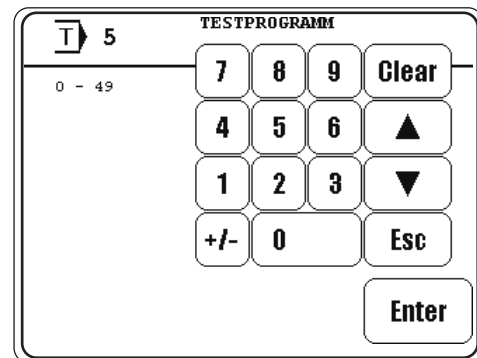 TESTPROGRAMM
T 5
0 - 49
7 8 9 Clear
4 5 6 ▲
1 2 3 ▼
+/- 0 Esc
Enter